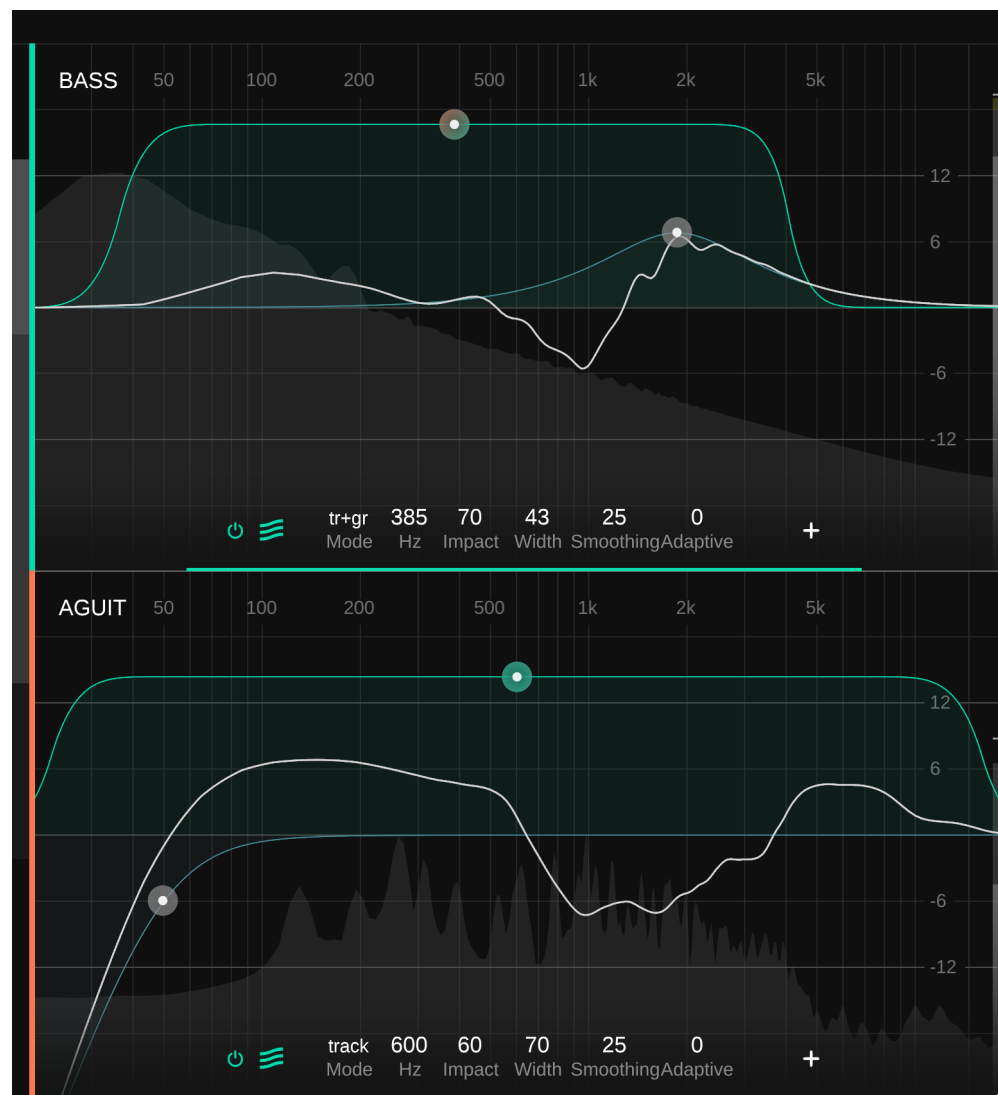 BASS 50 100 200 500 1k 2k 5k
12
6
-6
-12
tr+gr 385 70 43 25 0
Mode Hz Impact Width Smoothing Adaptive
AGUIT 50 100 200 500 1k 2k 5k
12
6
-6
-12
track 600 60 70 25 0
Mode Hz Impact Width Smoothing Adaptive